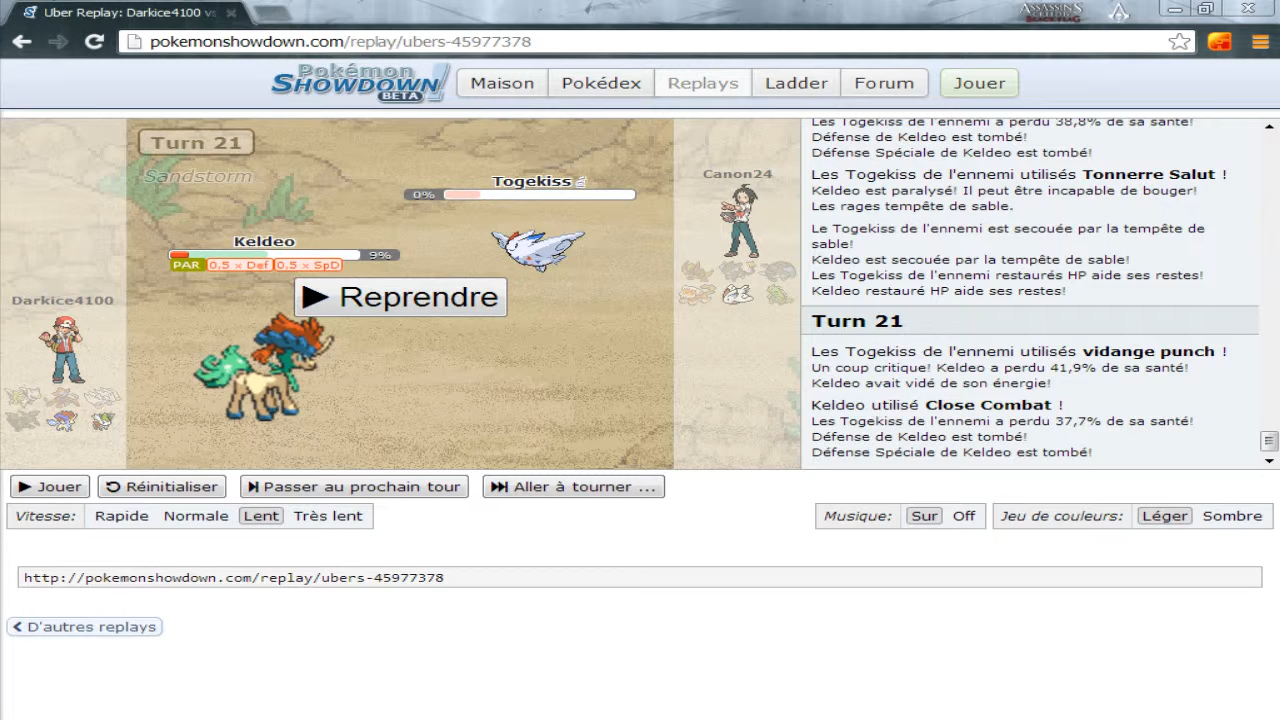 Uber Replay: Darkice4100 vs
ASSASSINS
BLACK FLAG
pokemonshowdown.com/replay/ubers-45977378
Pokémon
SHOWDOWN!
BETA
Maison
Pokédex
Replays
Ladder
Forum
Jouer
Turn 21
Sandstorm
Togekiss
0%
Keldeo
9%
PAR 0.5 × Def 0.5 × SpD
Reprendre
Darkice4100
Canon24
Les Togekiss de l'ennemi a perdu 38,8% de sa santé!
Défense de Keldeo est tombé!
Défense Spéciale de Keldeo est tombé!
Les Togekiss de l'ennemi utilisés Tonnerre Salut !
Keldeo est paralysé! Il peut être incapable de bouger!
Les rages tempête de sable.
Le Togekiss de l'ennemi est secouée par la tempête de
sable!
Keldeo est secouée par la tempête de sable!
Les Togekiss de l'ennemi restaurés HP aide ses restes!
Keldeo restauré HP aide ses restes!
Turn 21
Les Togekiss de l'ennemi utilisés vidange punch !
Un coup critique! Keldeo a perdu 41,9% de sa santé!
Keldeo avait vidé de son énergie!
Keldeo utilisé Close Combat !
Les Togekiss de l'ennemi a perdu 37,7% de sa santé!
Défense de Keldeo est tombé!
Défense Spéciale de Keldeo est tombé!
Jouer
Réinitialiser
Passer au prochain tour
Aller à tourner ...
Vitesse: Rapide Normale Lent Très lent
Musique: Sur Off
Jeu de couleurs: Léger Sombre
http://pokemonshowdown.com/replay/ubers-45977378
D'autres replays